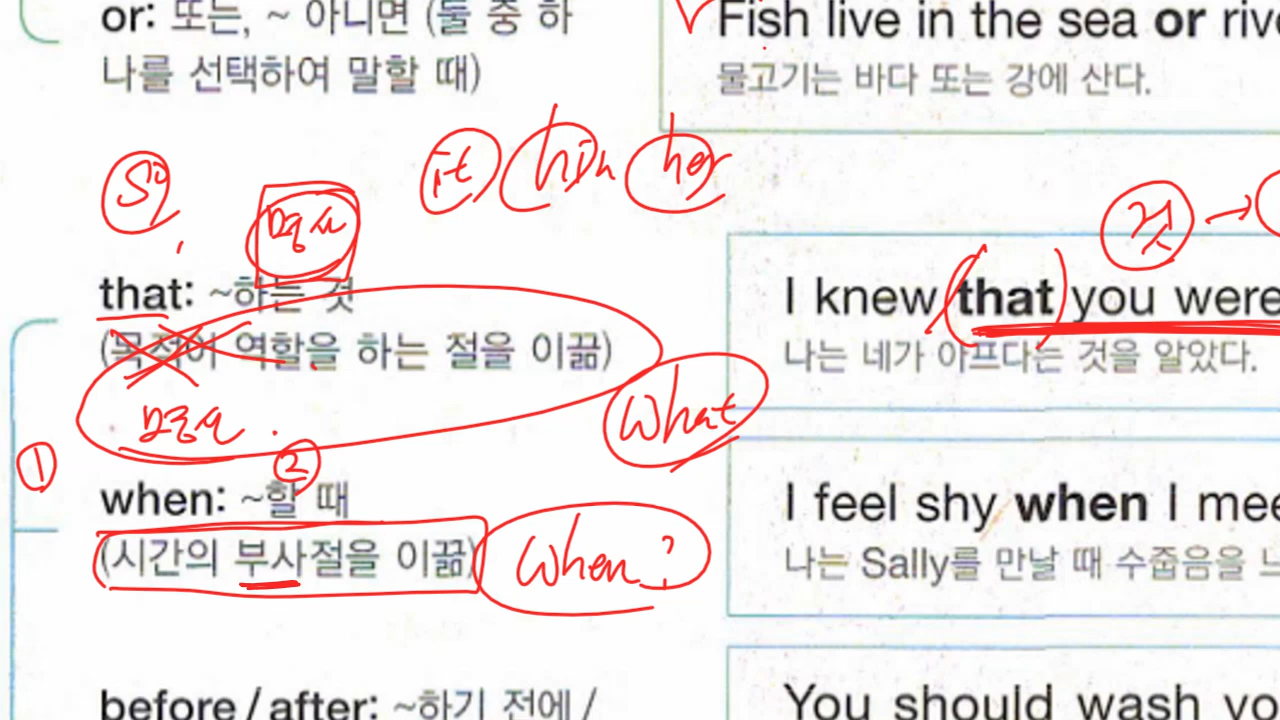 or: 또는, ~ 아니면 (둘 중 하
나를 선택하여 말할 때)
Fish live in the sea or rive
물고기는 바다 또는 강에 산다.
it him her
명사
것 →
that: ~하는 것
(목적어 역할을 하는 절을 이끎)
I knew that you were
나는 네가 아프다는 것을 알았다.
what
①
②
when: ~할 때
(시간의 부사절을 이끎)
when?
I feel shy when I mee
나는 Sally를 만날 때 수줍음을 느
before / after: ~하기 전에 /
You should wash yo